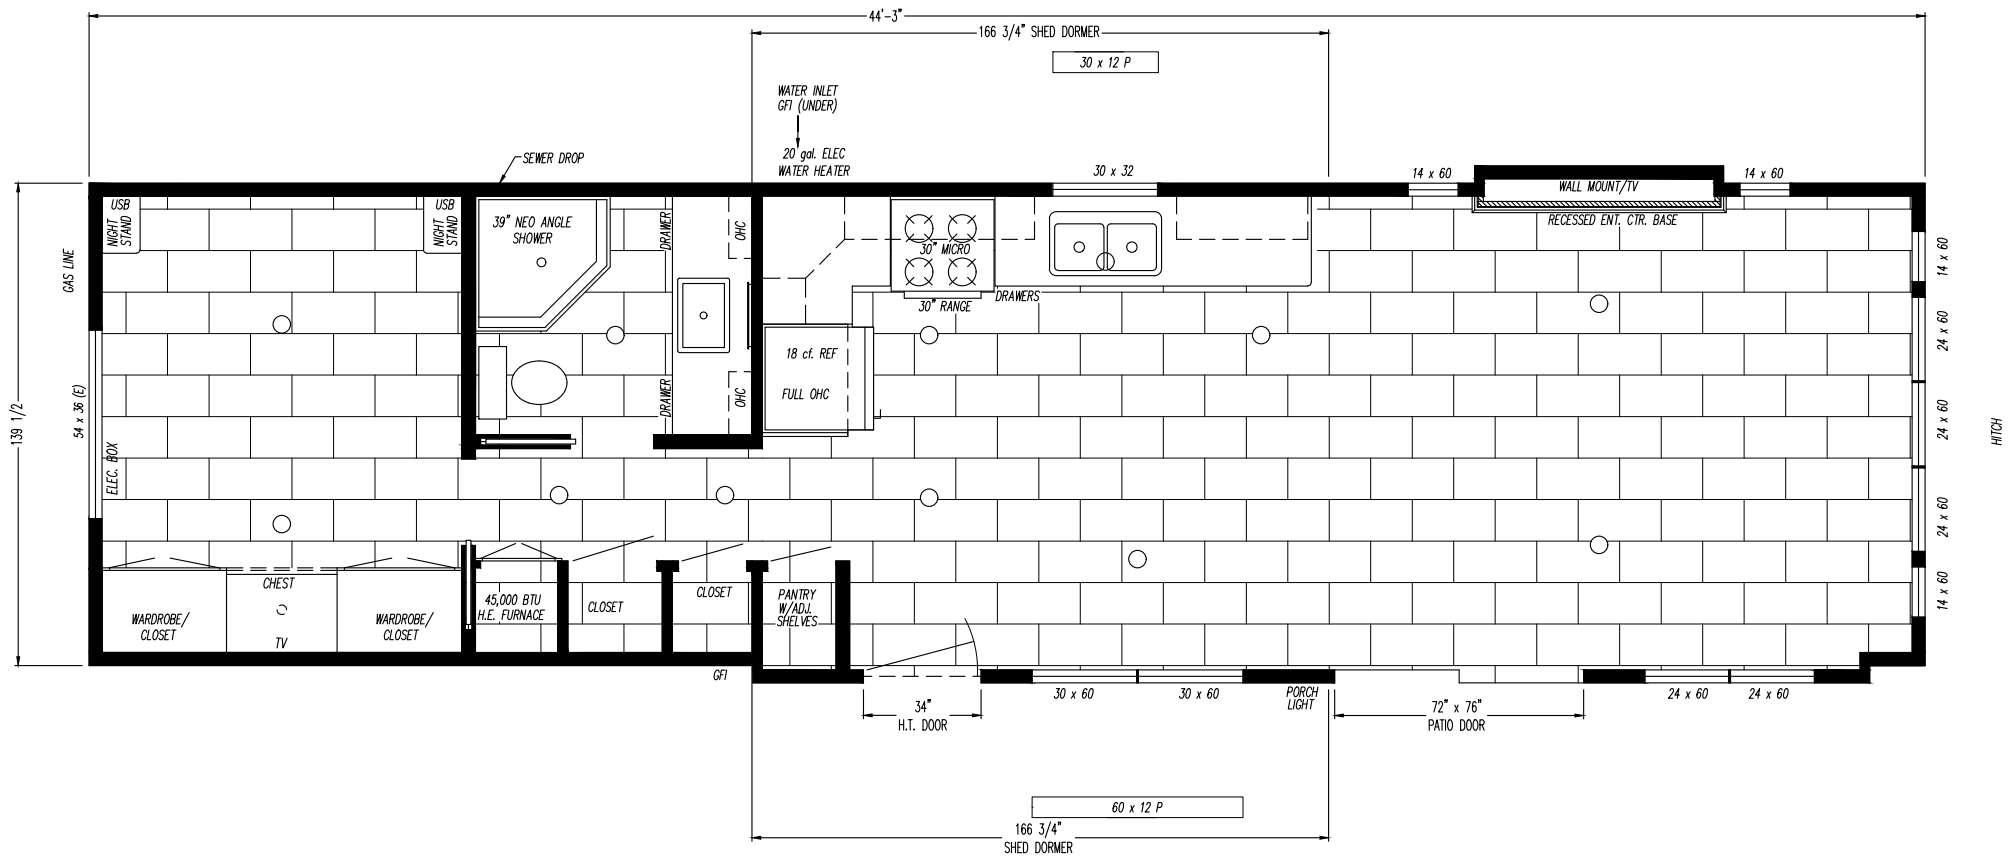 44'-3"
166 3/4" SHED DORMER
30 x 12 P
WATER INLET
GFI (UNDER)
20 gal. ELEC
WATER HEATER
SEWER DROP
30 x 32
14 x 60
WALL MOUNT/TV
14 x 60
RECESSED ENT. CTR. BASE
USB
NIGHT
STAND
USB
NIGHT
STAND
39" NEO ANGLE
SHOWER
DRAWER
OHC
30" MICRO
30" RANGE
DRAWERS
GAS LINE
14 x 60
24 x 60
18 cf. REF
FULL OHC
DRAWER
OHC
54 x 36 (E)
139 1/2
ELEC. BOX
24 x 60
HITCH
24 x 60
14 x 60
CHEST
TV
WARDROBE/
CLOSET
WARDROBE/
CLOSET
45,000 BTU
H.E. FURNACE
CLOSET
CLOSET
PANTRY
W/ADJ.
SHELVES
GFI
34"
H.T. DOOR
30 x 60
30 x 60
PORCH
LIGHT
72" x 76"
PATIO DOOR
24 x 60
24 x 60
60 x 12 P
166 3/4"
SHED DORMER